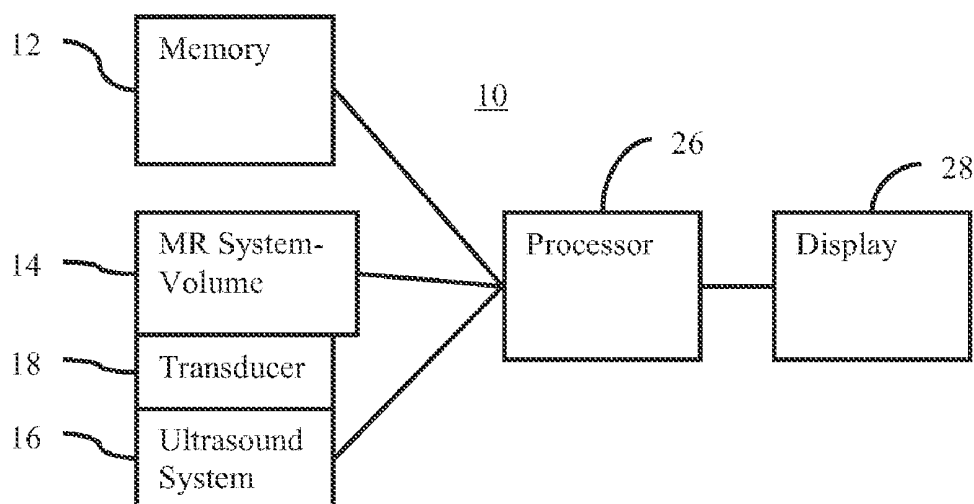 12
Memory
10
26
28
14
MR System-
Volume
Processor
Display
18
Transducer
16
Ultrasound
System